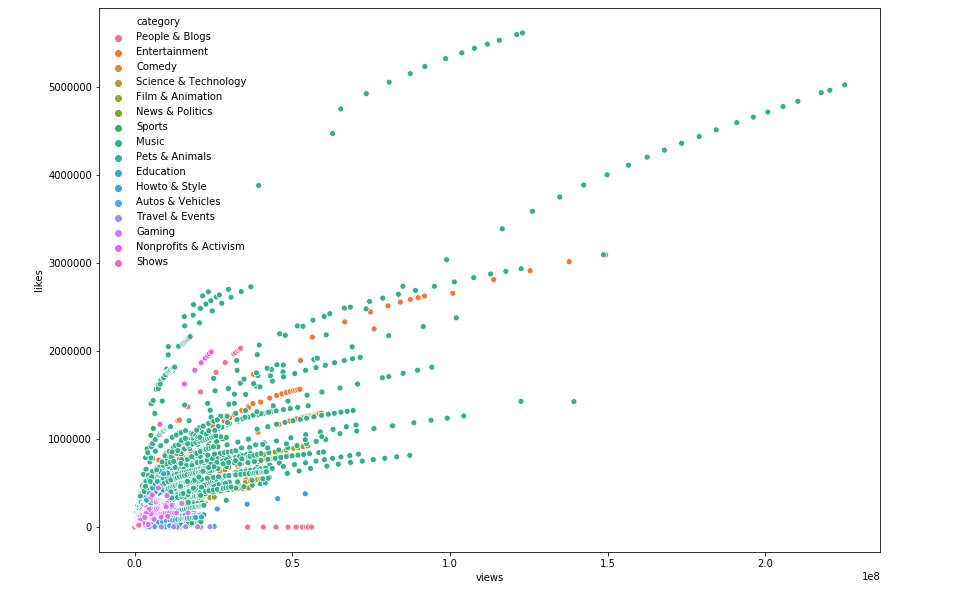 category
People & Blogs
Entertainment
Comedy
Science & Technology
Film & Animation
News & Politics
Sports
Music
Pets & Animals
Education
Howto & Style
Autos & Vehicles
Travel & Events
Gaming
Nonprofits & Activism
Shows
5000000
4000000
3000000
2000000
1000000
0
likes
0.0
0.5
1.0
1.5
2.0
1e8
views